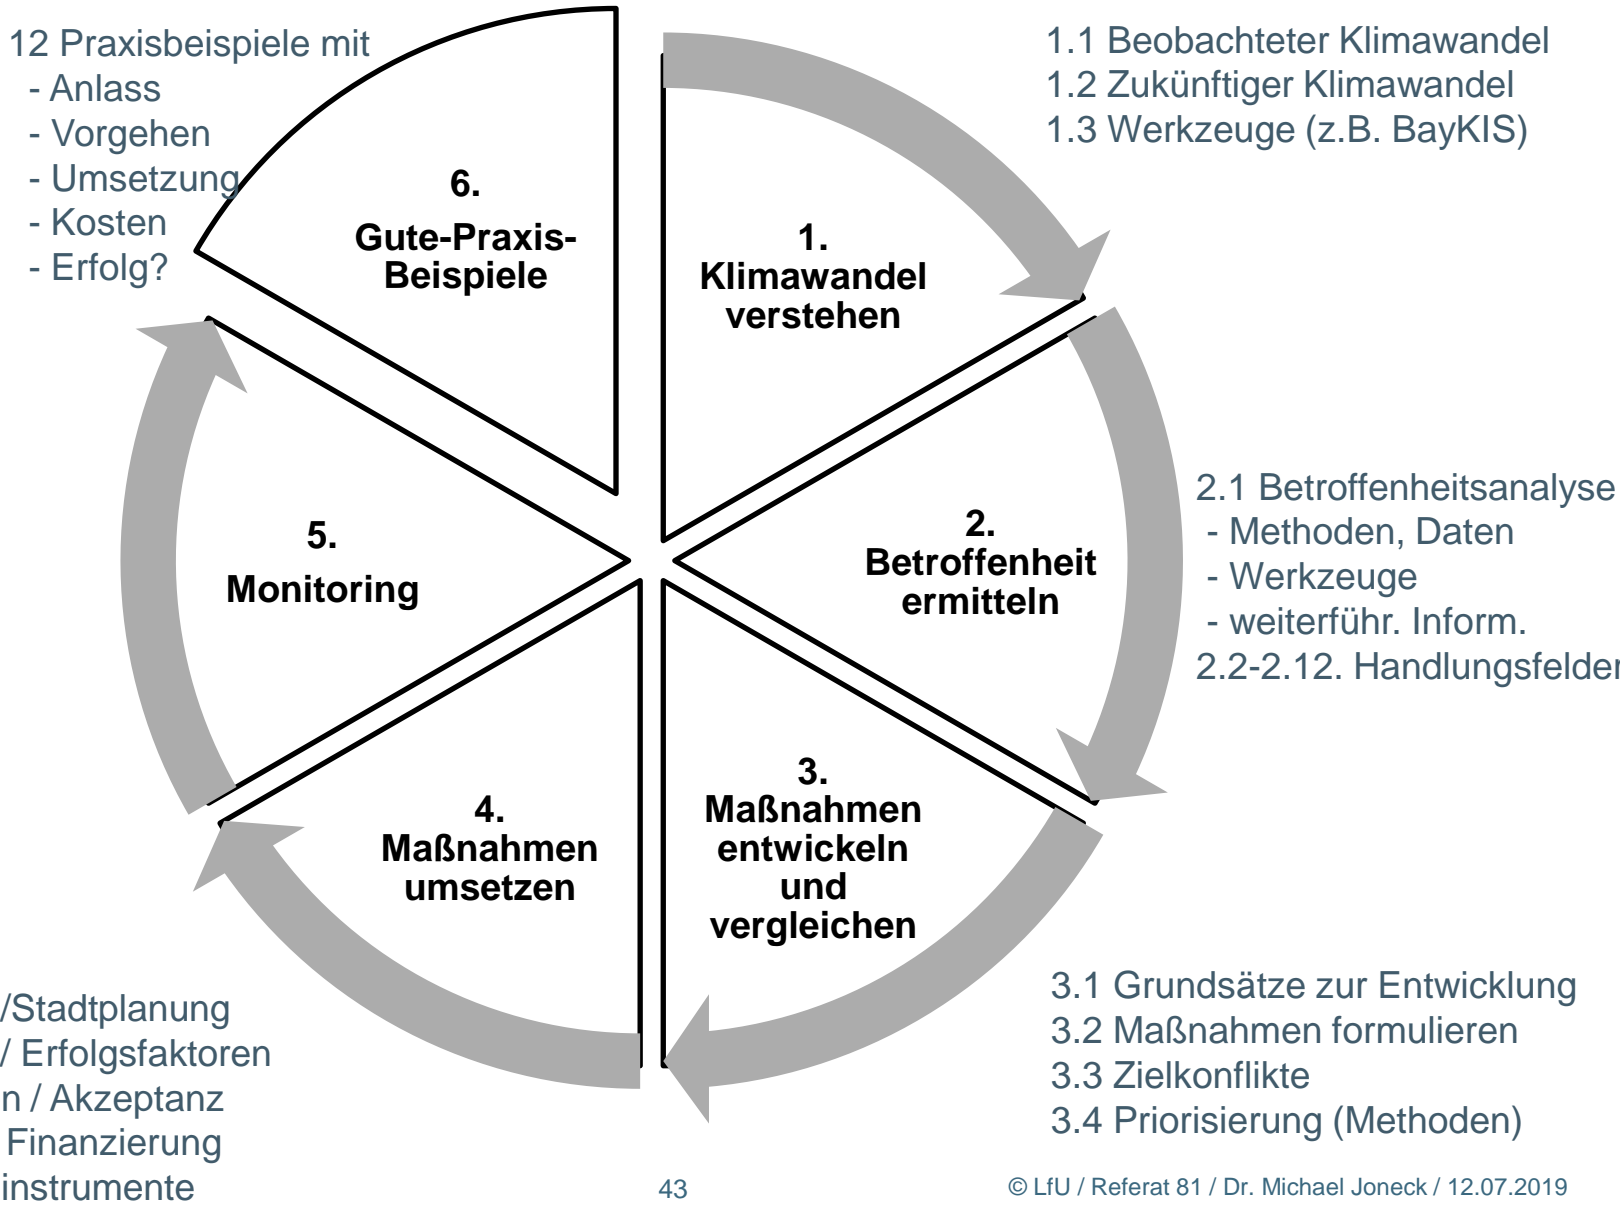 12 Praxisbeispiele mit
- Anlass
- Vorgehen
- Umsetzung
- Kosten
- Erfolg?
6.
Gute-Praxis-
Beispiele
1.1 Beobachteter Klimawandel
1.2 Zukünftiger Klimawandel
1.3 Werkzeuge (z.B. BayKIS)
1.
Klimawandel
verstehen
2.
Betroffenheit
ermitteln
2.1 Betroffenheitsanalyse
- Methoden, Daten
- Werkzeuge
- weiterführ. Inform.
2.2-2.12. Handlungsfelder
3.
Maßnahmen
entwickeln
und
vergleichen
3.1 Grundsätze zur Entwicklung
3.2 Maßnahmen formulieren
3.3 Zielkonflikte
3.4 Priorisierung (Methoden)
4.
Maßnahmen
umsetzen
/Stadtplanung
/ Erfolgsfaktoren
n / Akzeptanz
Finanzierung
instrumente
5.
Monitoring
43
© LfU / Referat 81 / Dr. Michael Joneck / 12.07.2019